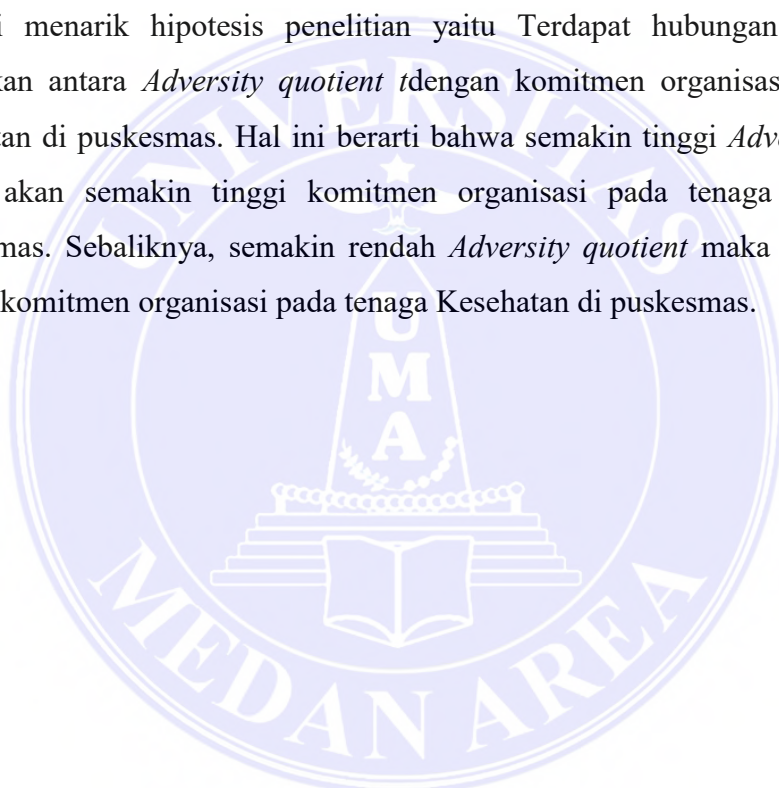 i menarik hipotesis penelitian yaitu Terdapat hubungan
kan antara Adversity quotient tdengan komitmen organisas
tan di puskesmas. Hal ini berarti bahwa semakin tinggi Adv
akan semakin tinggi komitmen organisasi pada tenaga
mas. Sebaliknya, semakin rendah Adversity quotient maka
komitmen organisasi pada tenaga Kesehatan di puskesmas.
UNIVERSITAS
U
M
A
MEDAN AREA